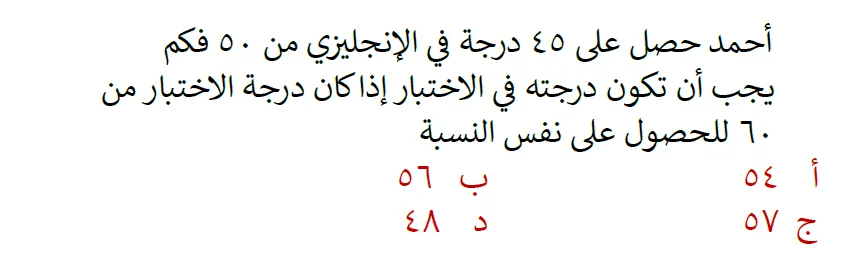 أحمد حصل على ٤٥ درجة في الإنجليزي من ٥٠ فكم
يجب أن تكون درجته في الاختبار إذا كان درجة الاختبار من
٦٠ للحصول على نفس النسبة
أ ٥٤ ب ٥٦
ج ٥٧ د ٤٨